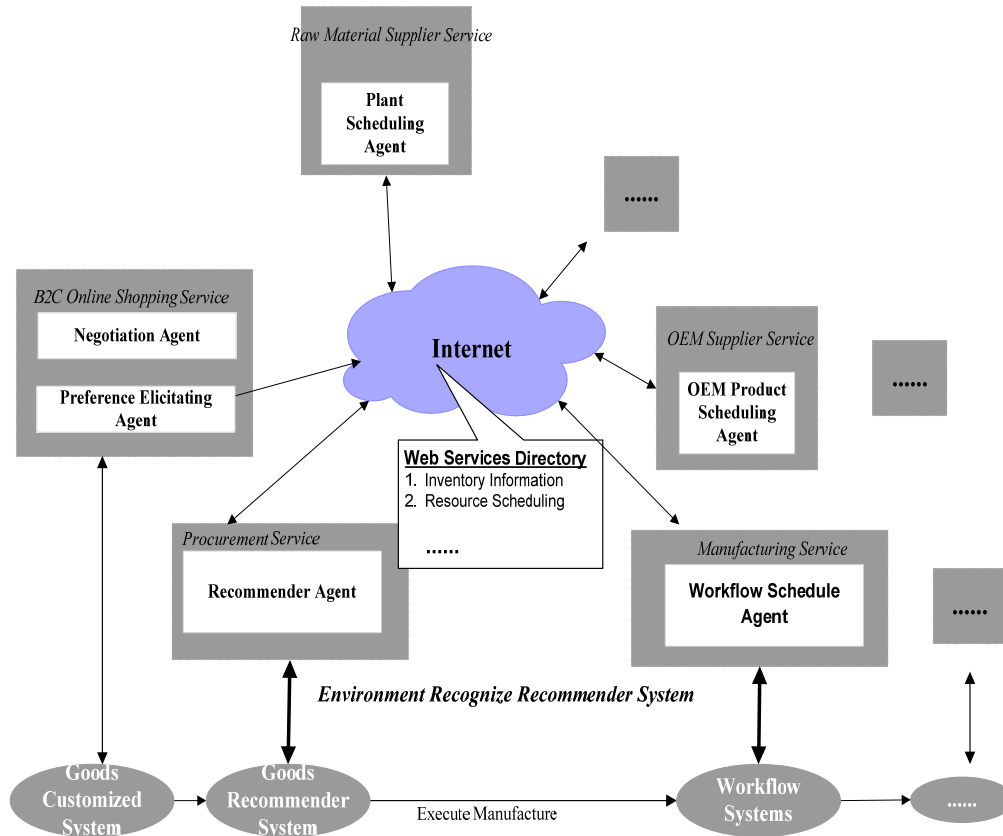 Raw Material Supplier Service
Plant
Scheduling
Agent
......
B2C Online Shopping Service
Negotiation Agent
Preference Elicitating
Agent
Internet
OEM Supplier Service
OEM Product
Scheduling
Agent
......
Web Services Directory
1. Inventory Information
2. Resource Scheduling
......
Procurement Service
Recommender Agent
Manufacturing Service
Workflow Schedule
Agent
......
Environment Recognize Recommender System
Goods
Customized
System
Goods
Recommender
System
Execute Manufacture
Workflow
Systems
......